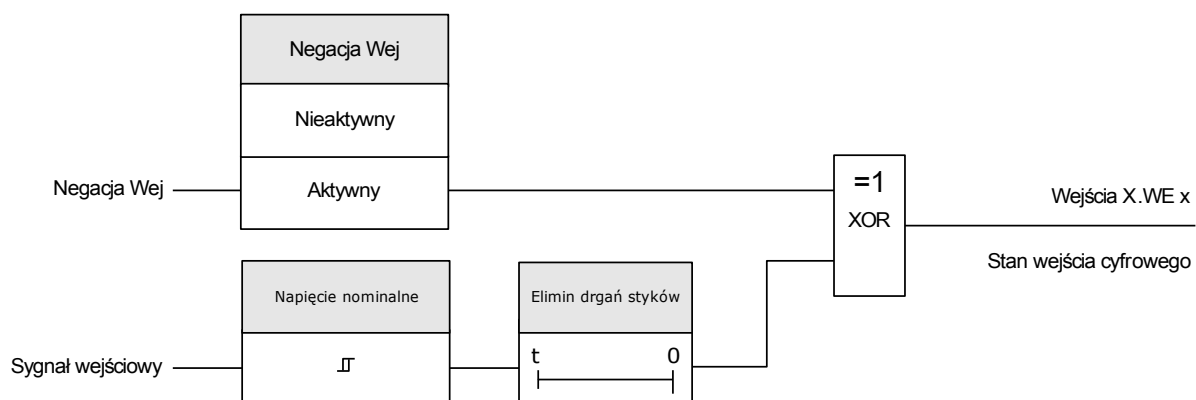 Negacja Wej
Nieaktywny
Negacja Wej
Aktywny
=1
XOR
Wejścia X.WE x
Stan wejścia cyfrowego
Napięcie nominalne
Elimin drgań styków
Sygnał wejściowy
t 0